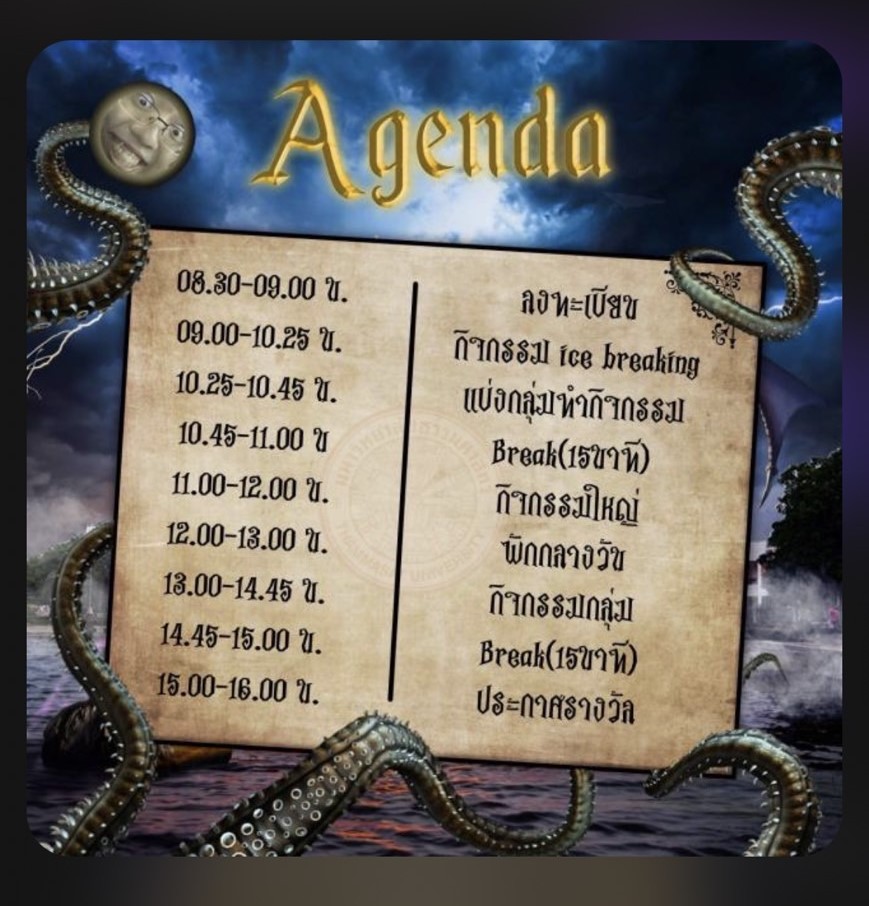 Agenda
08.30-09.00 น. ลงทะเบียน
09.00-10.25 น. กิจกรรม ice breaking
10.25-10.45 น. แบ่งกลุ่มทำกิจกรรม
10.45-11.00 น Break(15นาที)
11.00-12.00 น. กิจกรรมใหญ่
12.00-13.00 น. พักกลางวัน
13.00-14.45 น. กิจกรรมกลุ่ม
14.45-15.00 น. Break(15นาที)
15.00-16.00 น. ประกาศรางวัล